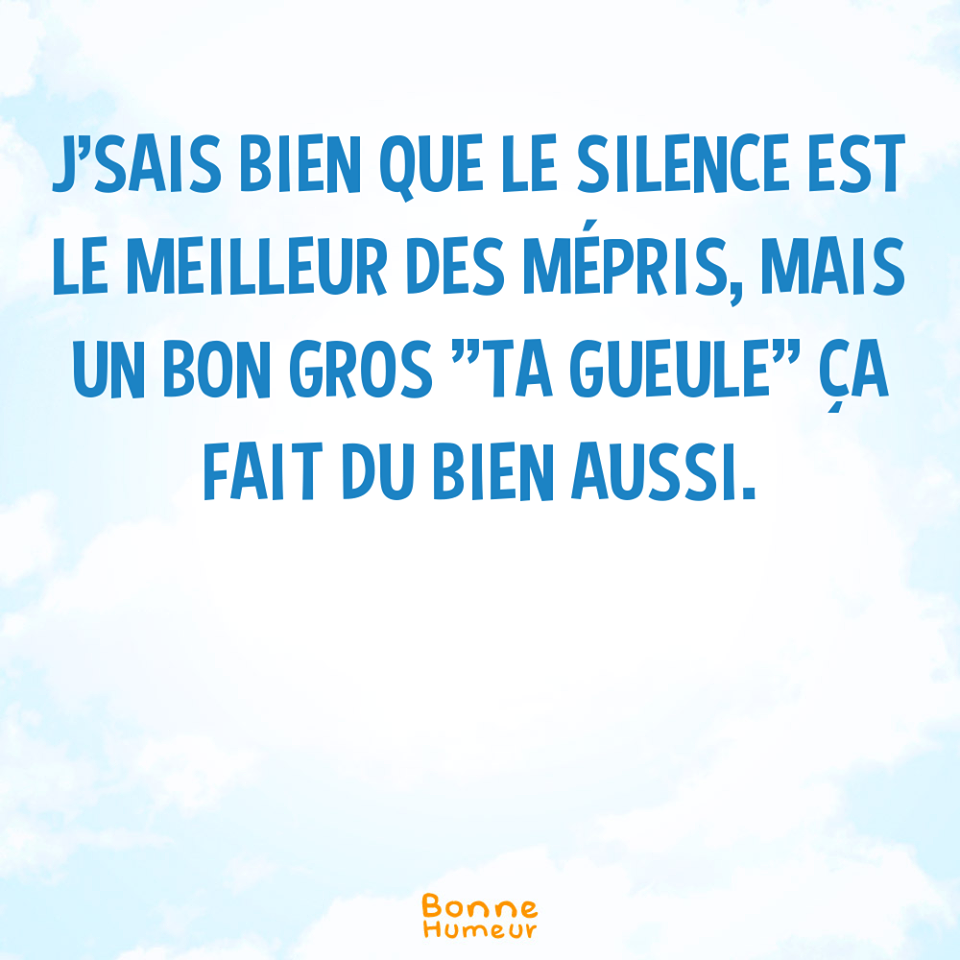 J'SAIS BIEN QUE LE SILENCE EST
LE MEILLEUR DES MÉPRIS, MAIS
UN BON GROS ”TA GUEULE” ÇA
FAIT DU BIEN AUSSI.
Bonne
Humeur